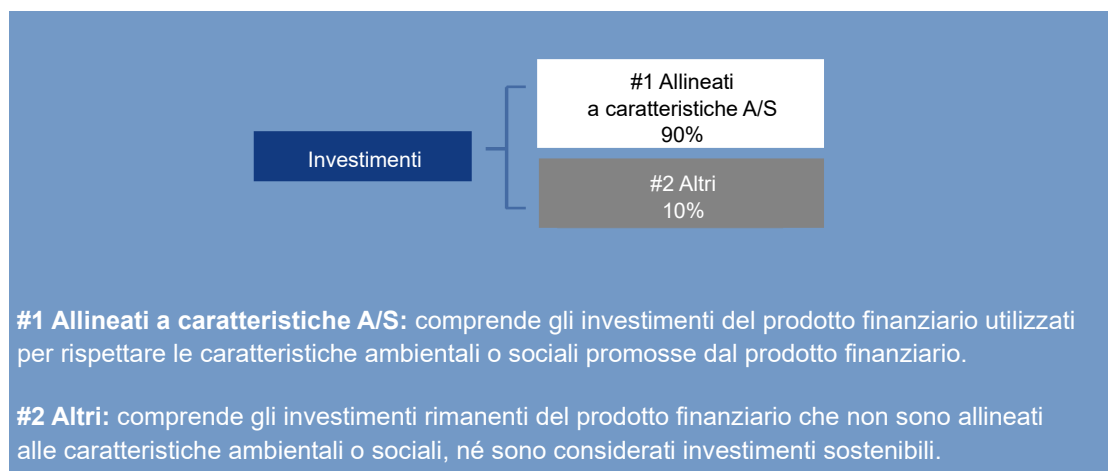 #1 Allineati
a caratteristiche A/S
90%
Investimenti
#2 Altri
10%
#1 Allineati a caratteristiche A/S: comprende gli investimenti del prodotto finanziario utilizzati
per rispettare le caratteristiche ambientali o sociali promosse dal prodotto finanziario.
#2 Altri: comprende gli investimenti rimanenti del prodotto finanziario che non sono allineati
alle caratteristiche ambientali o sociali, né sono considerati investimenti sostenibili.